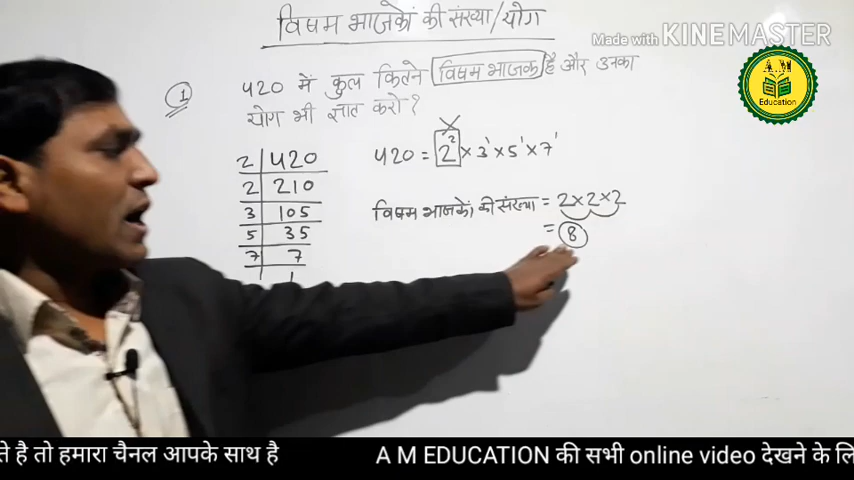 विषम भाजकों की संख्या/योग
Made with KINEMASTER
① 420 में कुल कितने विषम भाजक है और उनका
योग भी ज्ञात करो?
A M
Education
2 | 420
2 | 210
3 | 105
5 | 35
7 | 7
1
420 = 2² × 3¹ × 5¹ × 7¹
विषम भाजकों की संख्या = 2×2×2
= 8
ते है तो हमारा चैनल आपके साथ है
A M EDUCATION की सभी online video देखने के लि